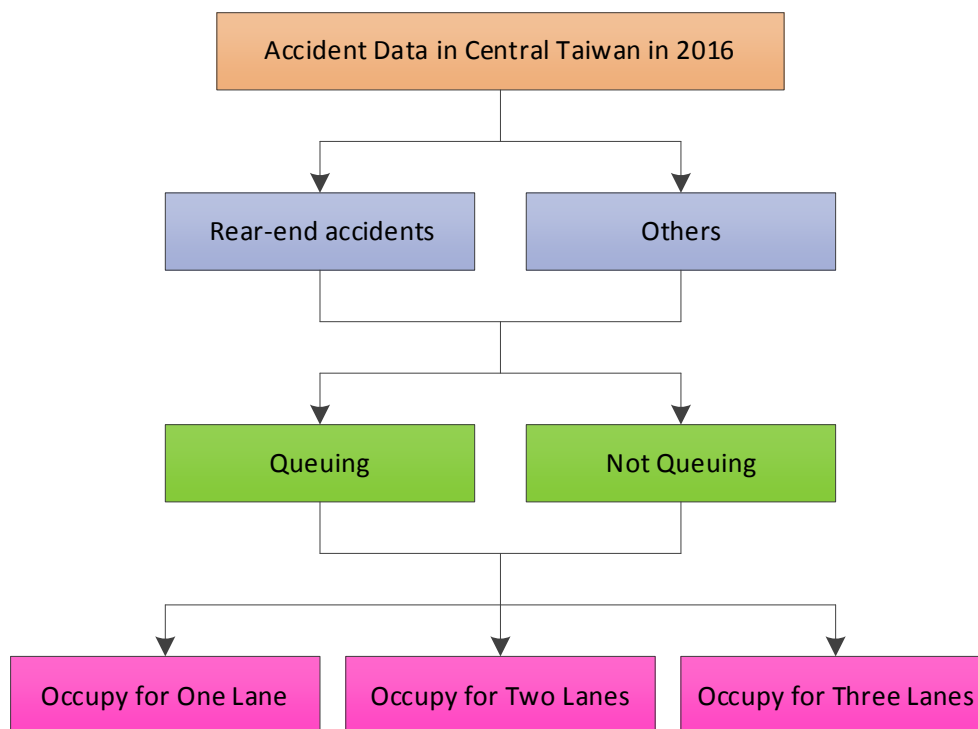 Accident Data in Central Taiwan in 2016
Rear-end accidents
Others
Queuing
Not Queuing
Occupy for One Lane
Occupy for Two Lanes
Occupy for Three Lanes